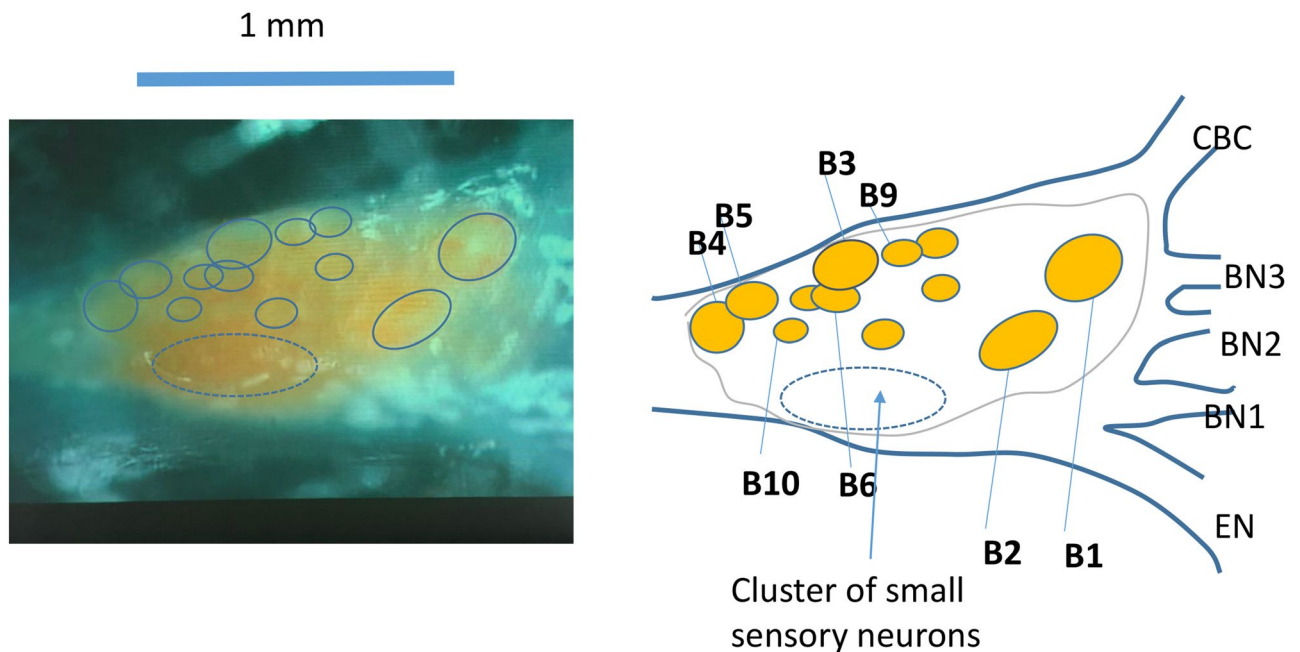 1 mm
CBC
B3
B9
B5
B4
BN3
BN2
BN1
B10
B6
EN
B2
B1
Cluster of small
sensory neurons